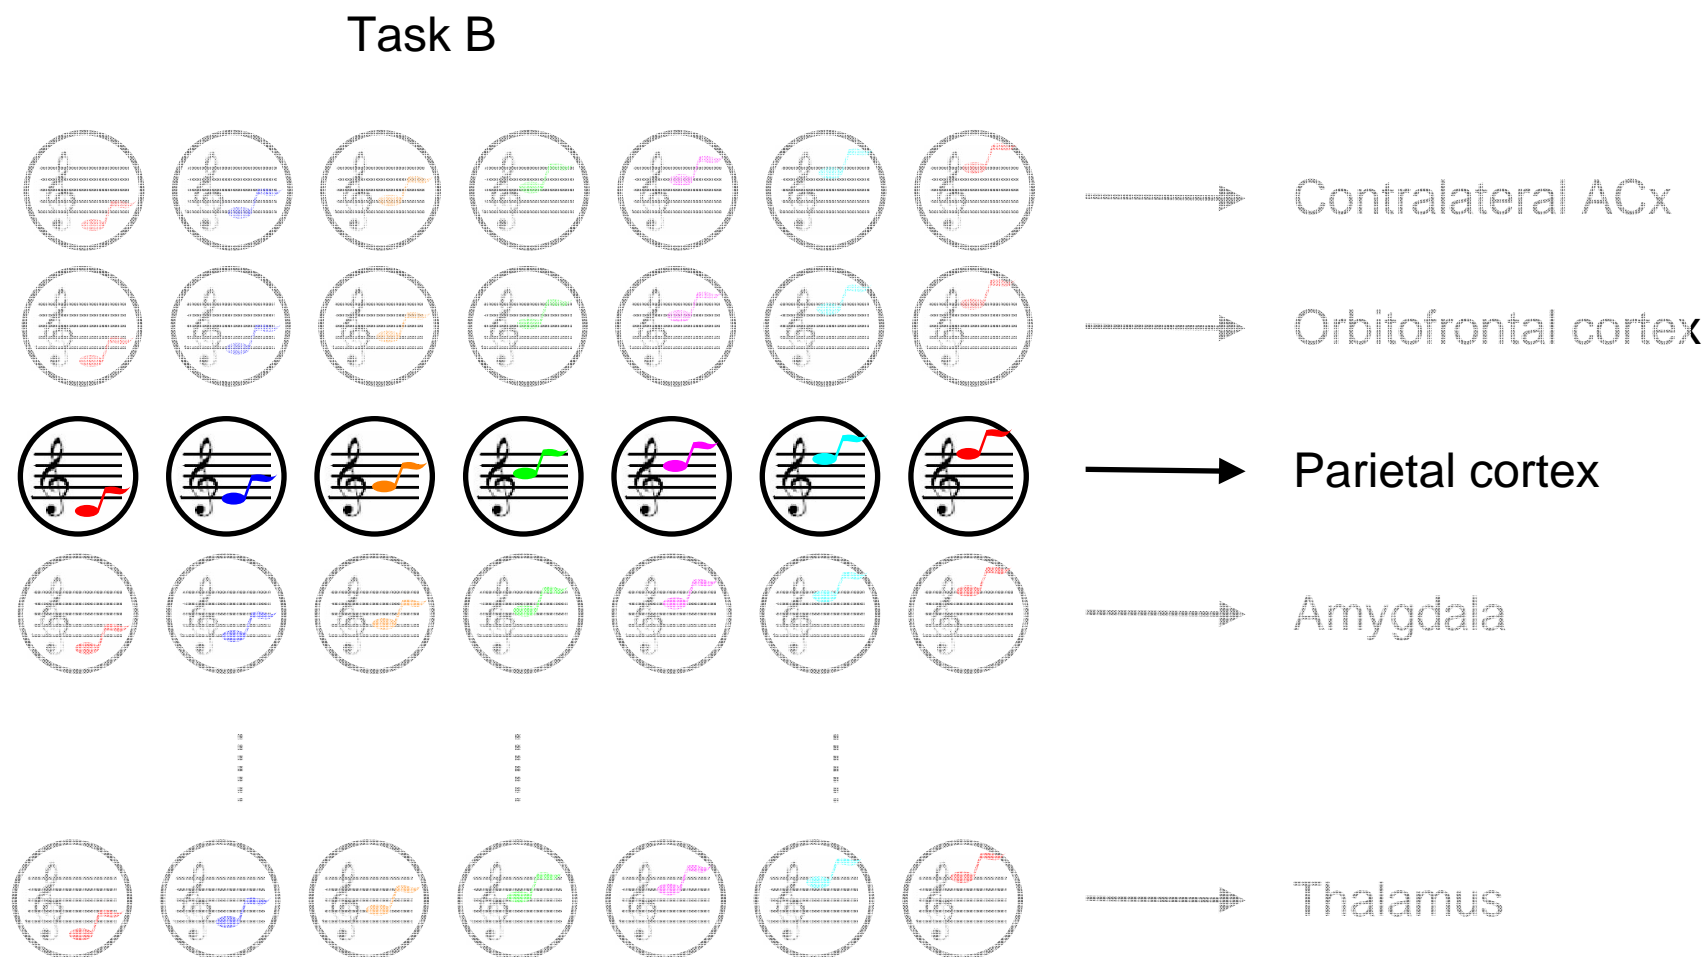 Task B
Contralateral ACx
Orbitofrontal cortex
Parietal cortex
Amygdala
Thalamus